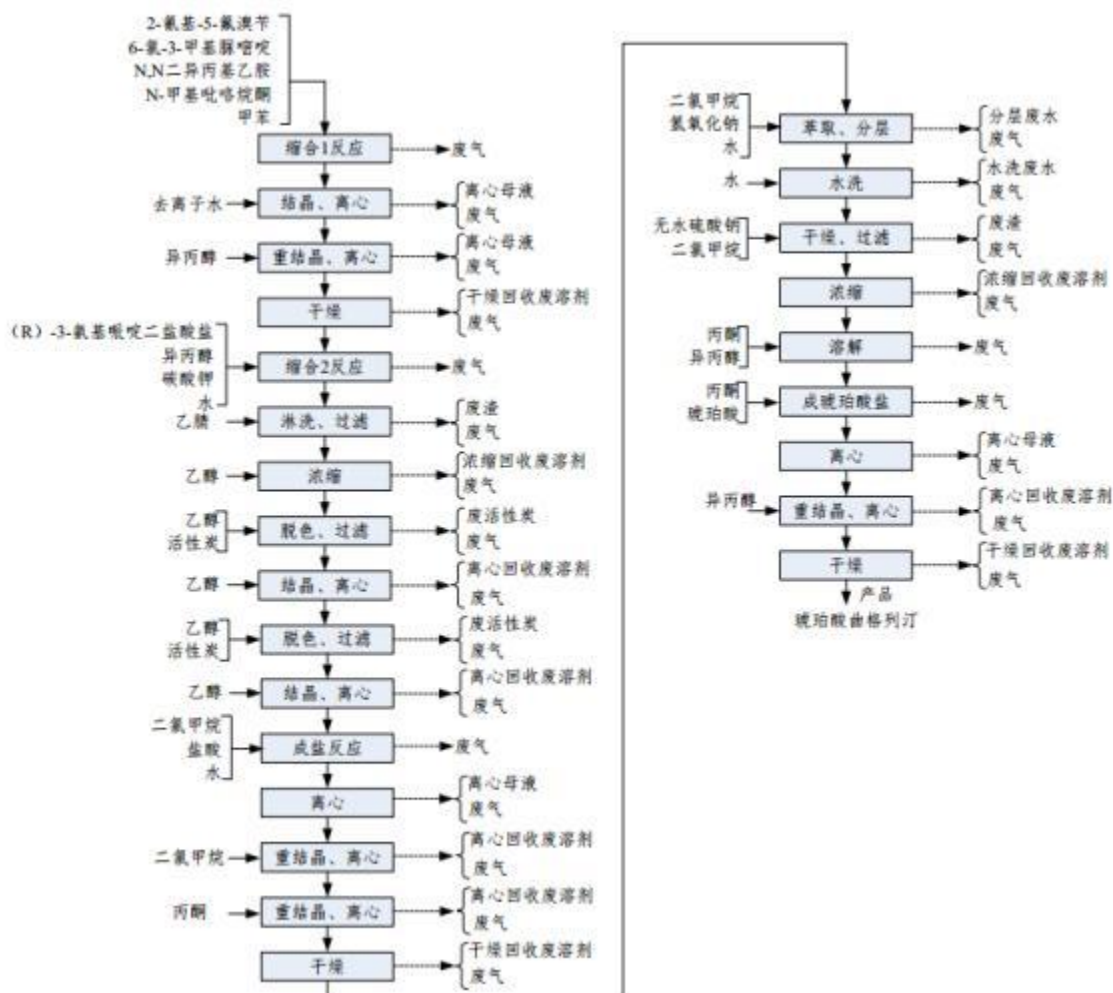 2-氰基-5-氟溴苄
6-氯-3-甲基脲嘧啶
N,N二异丙基乙胺
N-甲基吡咯烷酮
甲苯
缩合1反应
废气
去离子水
结晶、离心
离心母液
废气
异丙醇
重结晶、离心
离心母液
废气
干燥
干燥回收废溶剂
废气
(R)-3-氨基哌啶二盐酸盐
异丙醇
碳酸钾
水
缩合2反应
废气
乙腈
淋洗、过滤
废渣
废气
乙醇
浓缩
浓缩回收废溶剂
废气
乙醇
活性炭
脱色、过滤
废活性炭
废气
乙醇
结晶、离心
离心回收废溶剂
废气
乙醇
活性炭
脱色、过滤
废活性炭
废气
乙醇
结晶、离心
离心回收废溶剂
废气
二氯甲烷
盐酸
水
成盐反应
废气
离心
离心母液
废气
二氯甲烷
重结晶、离心
离心回收废溶剂
废气
丙酮
重结晶、离心
离心回收废溶剂
废气
干燥
干燥回收废溶剂
废气
二氯甲烷
氢氧化钠
水
萃取、分层
分层废水
废气
水
水洗
水洗废水
废气
无水硫酸钠
二氯甲烷
干燥、过滤
废渣
废气
浓缩
浓缩回收废溶剂
废气
丙酮
异丙醇
溶解
废气
丙酮
琥珀酸
成琥珀酸盐
废气
离心
离心母液
废气
异丙醇
重结晶、离心
离心回收废溶剂
废气
干燥
干燥回收废溶剂
废气
产品
琥珀酸曲格列汀